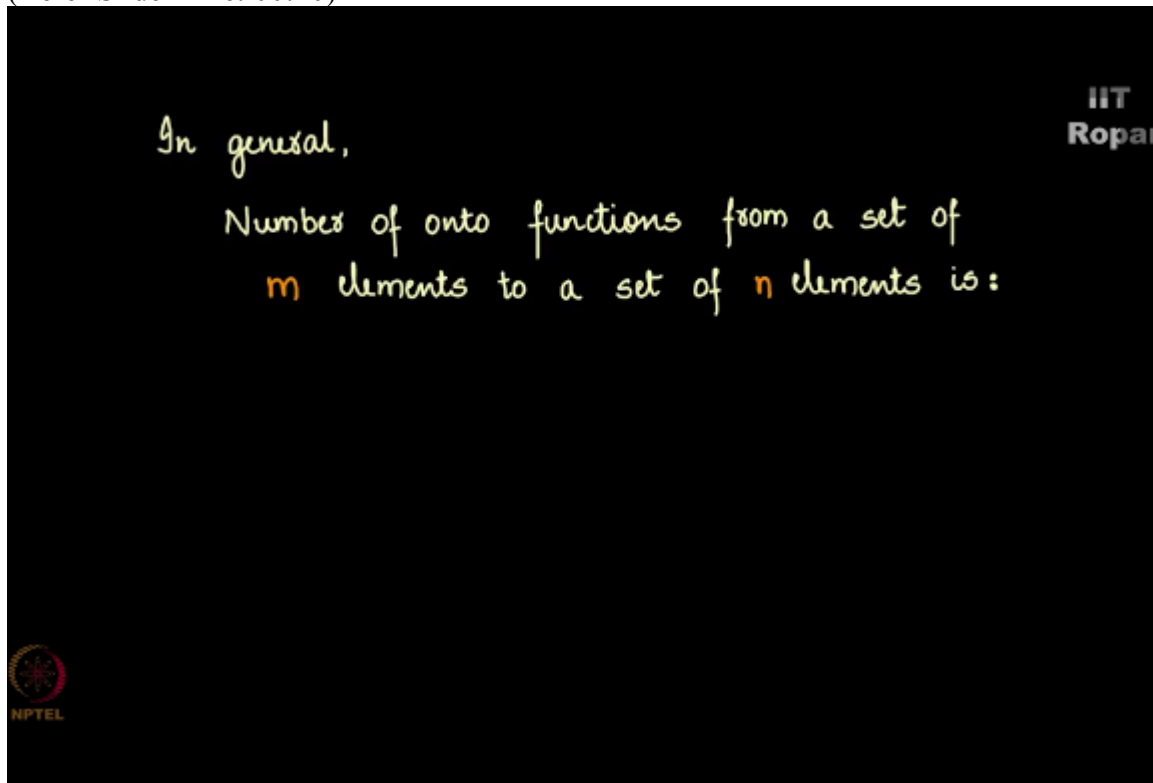 IIT
Ropar
In general,
Number of onto functions from a set of
m elements to a set of n elements is:
NPTEL